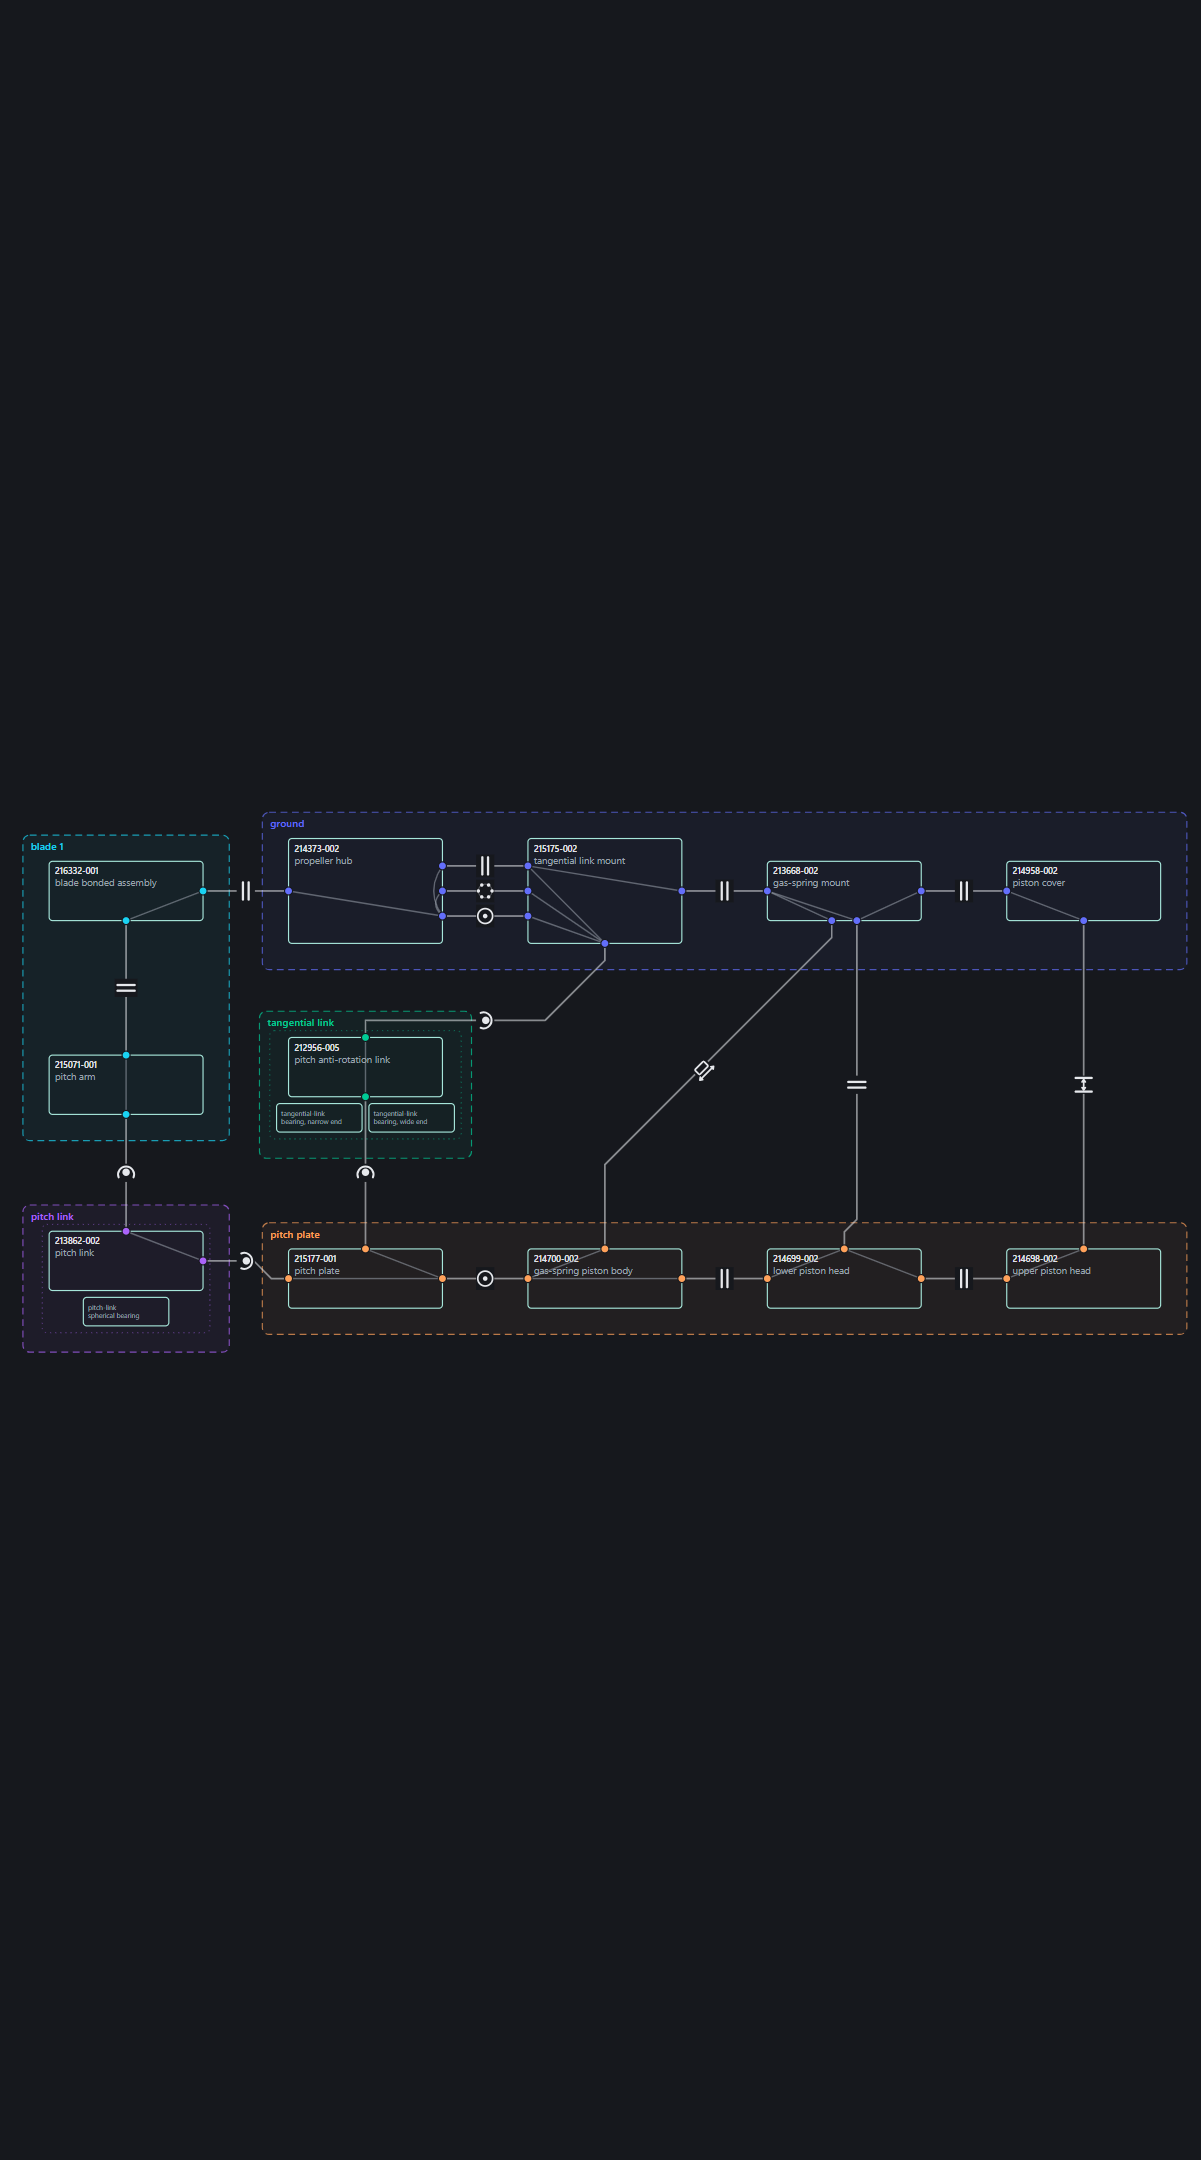 ground
blade 1
214373-002
propeller hub
215175-002
tangential link mount
216332-001
blade bonded assembly
213668-002
gas-spring mount
214958-002
piston cover
tangential link
212956-005
pitch anti-rotation link
215071-001
pitch arm
tangential-link
bearing, narrow end
tangential-link
bearing, wide end
pitch link
213862-002
pitch link
pitch-link
spherical bearing
pitch plate
215177-001
pitch plate
214700-002
gas-spring piston body
214699-002
lower piston head
214698-002
upper piston head